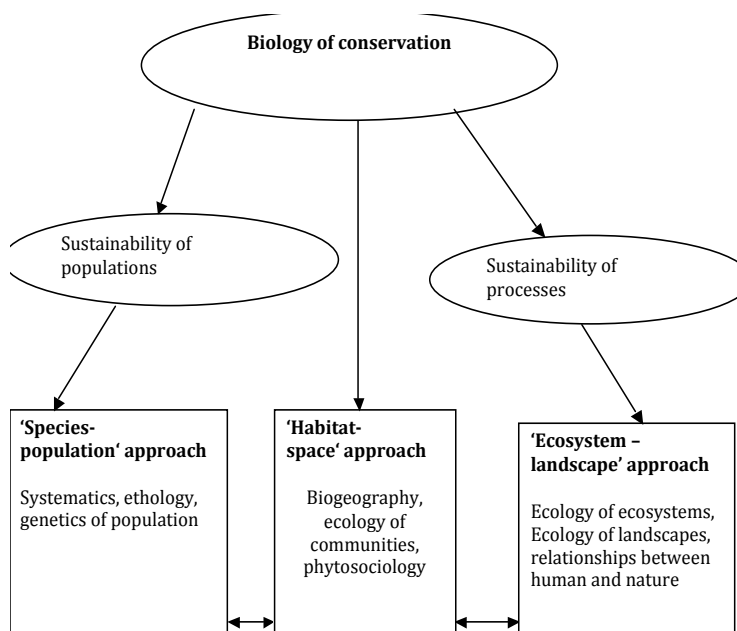 Biology of conservation
Sustainability of
populations
Sustainability of
processes
‘Species-
population‘ approach
Systematics, ethology,
genetics of population
‘Habitat-
space‘ approach
Biogeography,
ecology of
communities,
phytosociology
‘Ecosystem –
landscape’ approach
Ecology of ecosystems,
Ecology of landscapes,
relationships between
human and nature